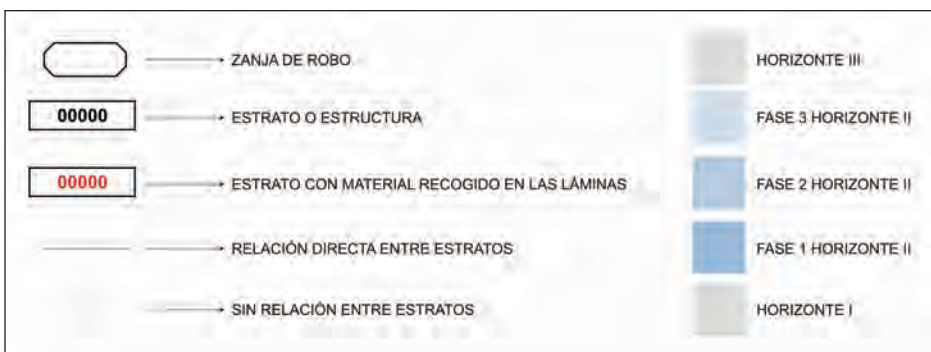 ZANJA DE ROBO
00000 ESTRATO O ESTRUCTURA
00000 ESTRATO CON MATERIAL RECOGIDO EN LAS LÁMINAS
RELACIÓN DIRECTA ENTRE ESTRATOS
SIN RELACIÓN ENTRE ESTRATOS
HORIZONTE III
FASE 3 HORIZONTE II
FASE 2 HORIZONTE II
FASE 1 HORIZONTE II
HORIZONTE I